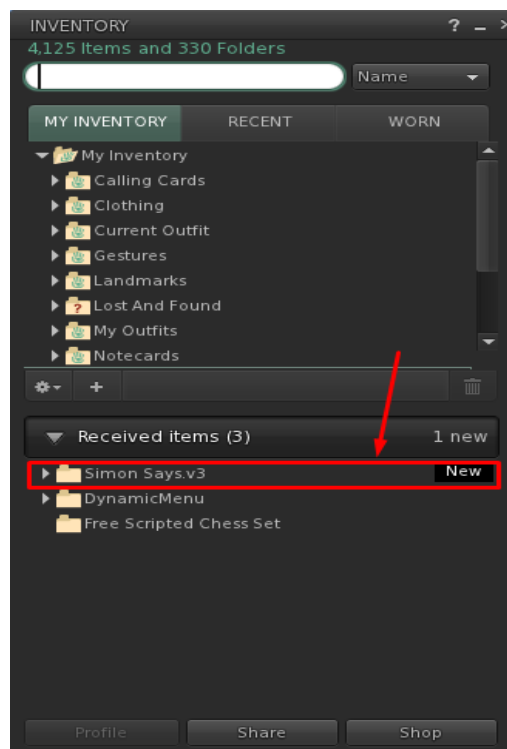 INVENTORY ? _ ×
4,125 Items and 330 Folders
Name
MY INVENTORY RECENT WORN
My Inventory
Calling Cards
Clothing
Current Outfit
Gestures
Landmarks
? Lost And Found
My Outfits
Notecards
+
Received items (3) 1 new
Simon Says.v3 New
DynamicMenu
Free Scripted Chess Set
Profile Share Shop